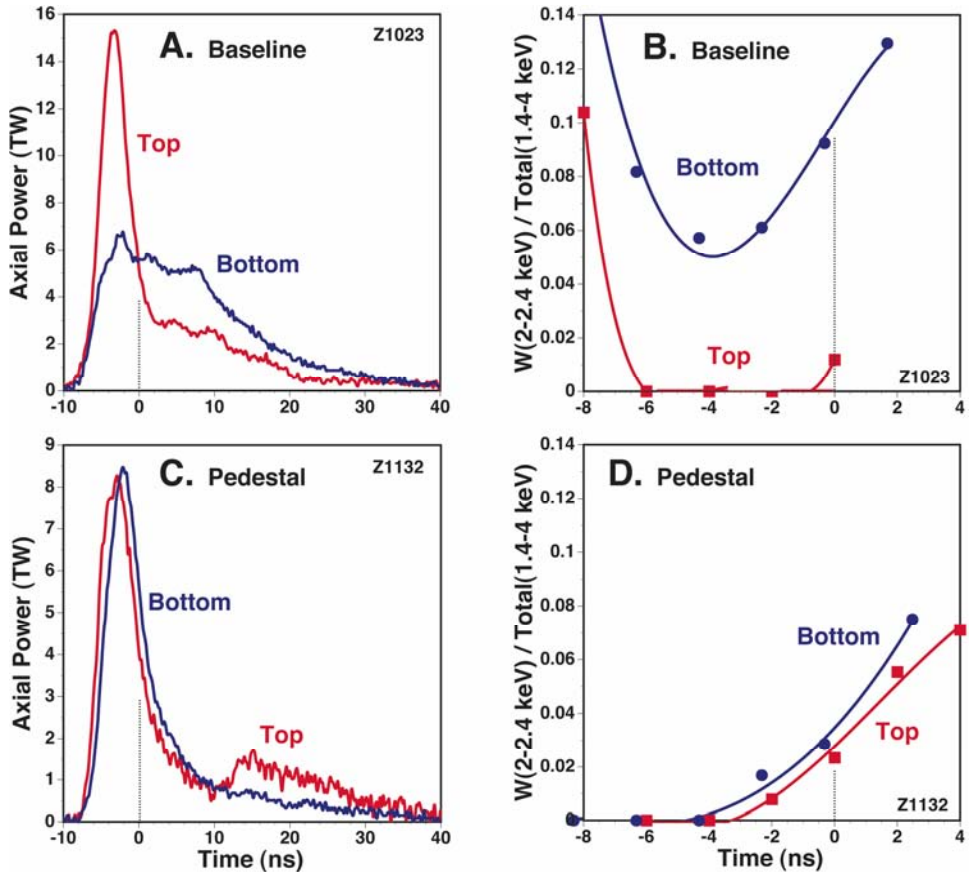 A. Baseline
Z1023
Top
Bottom
Axial Power (TW)
16
14
12
10
8
6
4
2
0
-10 0 10 20 30 40
B. Baseline
Bottom
Top
Z1023
W(2-2.4 keV) / Total(1.4-4 keV)
0.14
0.12
0.1
0.08
0.06
0.04
0.02
0
-8 -6 -4 -2 0 2 4
C. Pedestal
Z1132
Bottom
Top
Axial Power (TW)
9
8
7
6
5
4
3
2
1
0
-10 0 10 20 30 40
Time (ns)
D. Pedestal
Bottom
Top
Z1132
W(2-2.4 keV) / Total(1.4-4 keV)
0.14
0.12
0.1
0.08
0.06
0.04
0.02
0
-8 -6 -4 -2 0 2 4
Time (ns)